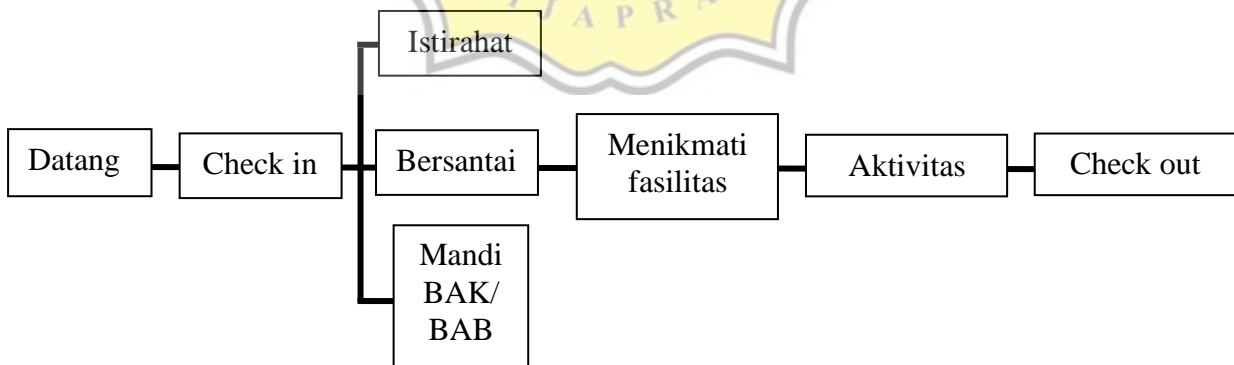 Istirahat
Datang
Check in
Bersantai
Menikmati
fasilitas
Aktivitas
Check out
Mandi
BAK/
BAB